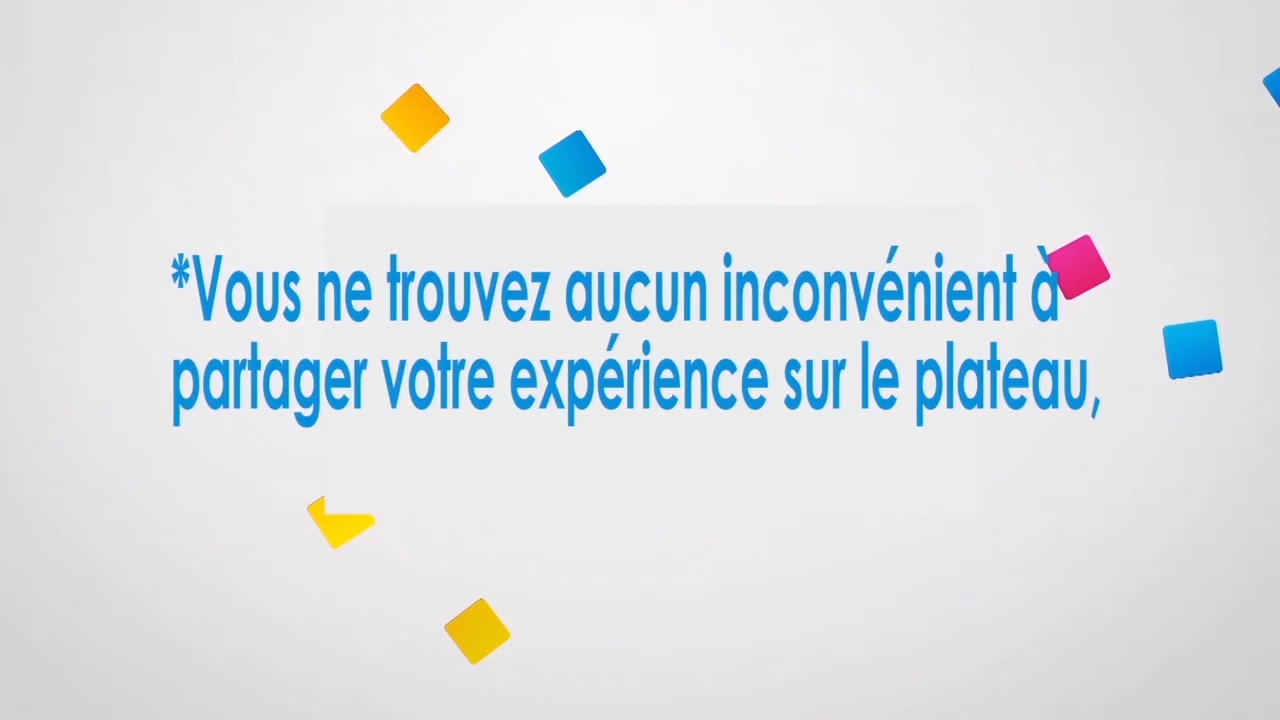 *Vous ne trouvez aucun inconvénient à
partager votre expérience sur le plateau,